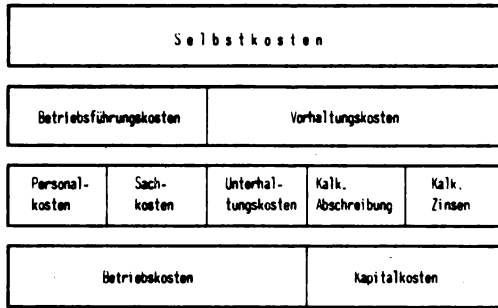 Selbstkosten
Betriebsführungskosten Vorhaltungskosten
Personal- Sach- Unterhal- Kalk. Kalk.
kosten kosten tungskosten Abschreibung Zinsen
Betriebskosten Kapitalkosten